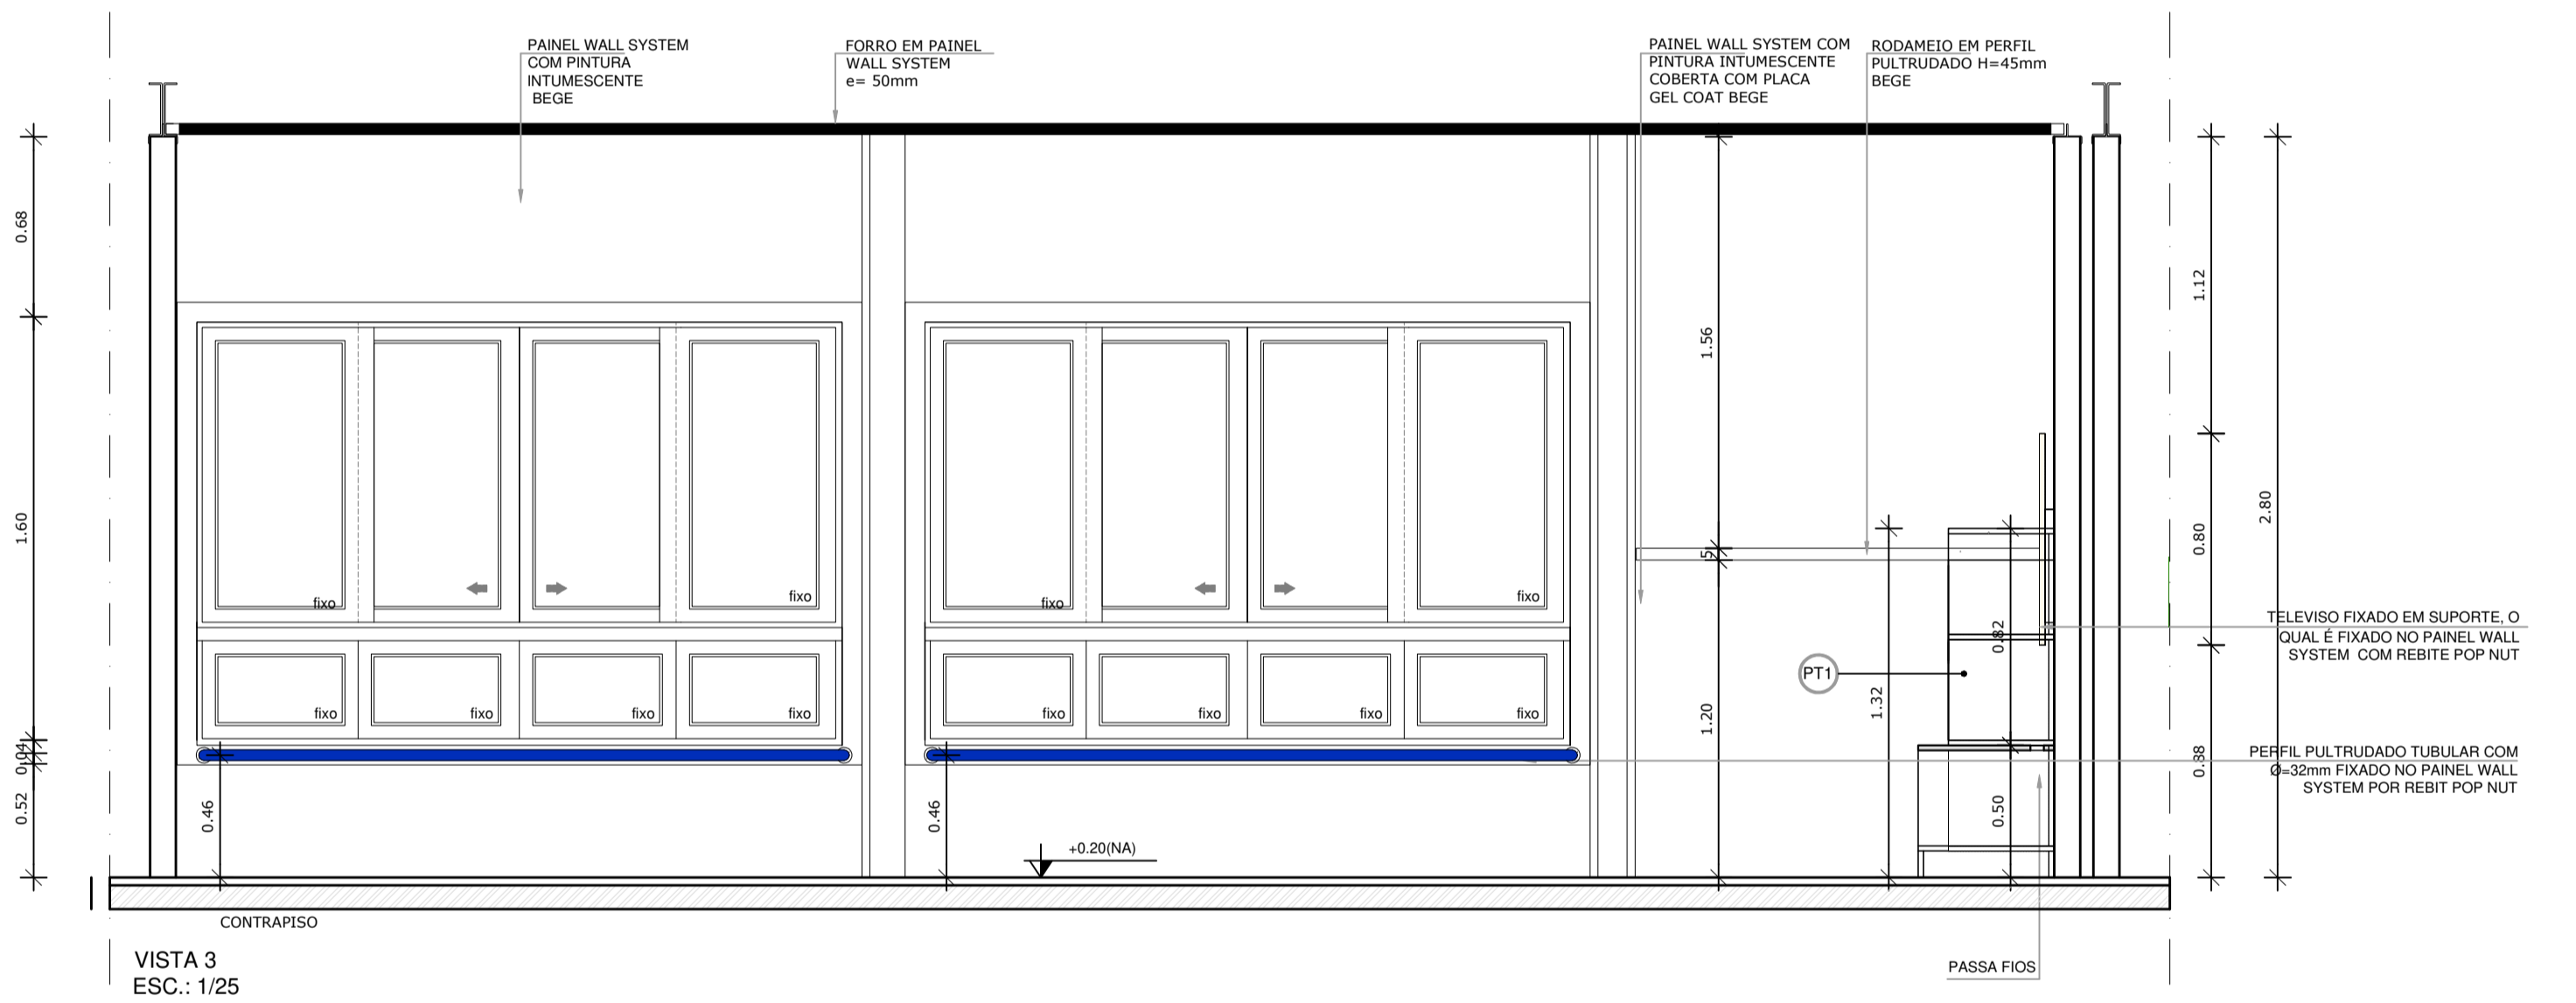 PAINEL WALL SYSTEM
COM PINTURA
INTUMESCENTE
BEGE
FORRO EM PAINEL
WALL SYSTEM
e= 50mm
PAINEL WALL SYSTEM COM
PINTURA INTUMESCENTE
COBERTA COM PLACA
GEL COAT BEGE
RODAMEIO EM PERFIL
PULTRUDADO H=45mm
BEGE
0.68
1.60
0.04
0.52
fixo
fixo
fixo
fixo
fixo
fixo
fixo
fixo
fixo
fixo
fixo
fixo
0.46
0.46
+0.20(NA)
1.56
5
1.20
1.32
0.82
0.50
PT1
1.12
0.80
0.88
2.80
TELEVISO FIXADO EM SUPORTE, O
QUAL É FIXADO NO PAINEL WALL
SYSTEM COM REBITE POP NUT
PERFIL PULTRUDADO TUBULAR COM
Ø=32mm FIXADO NO PAINEL WALL
SYSTEM POR REBIT POP NUT
CONTRAPISO
PASSA FIOS
VISTA 3
ESC.: 1/25